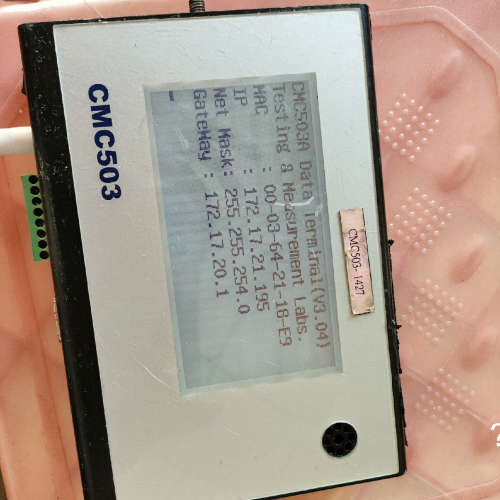 CMC503A Data Terminal(V3.04)
Testing & Measurement Labs.
MAC : 00-03-64-21-18-E9
IP : 172.17.21.195
Net Mask: 255.255.254.0
GateWay : 172.17.20.1
CMC503
CMC503-1427
?